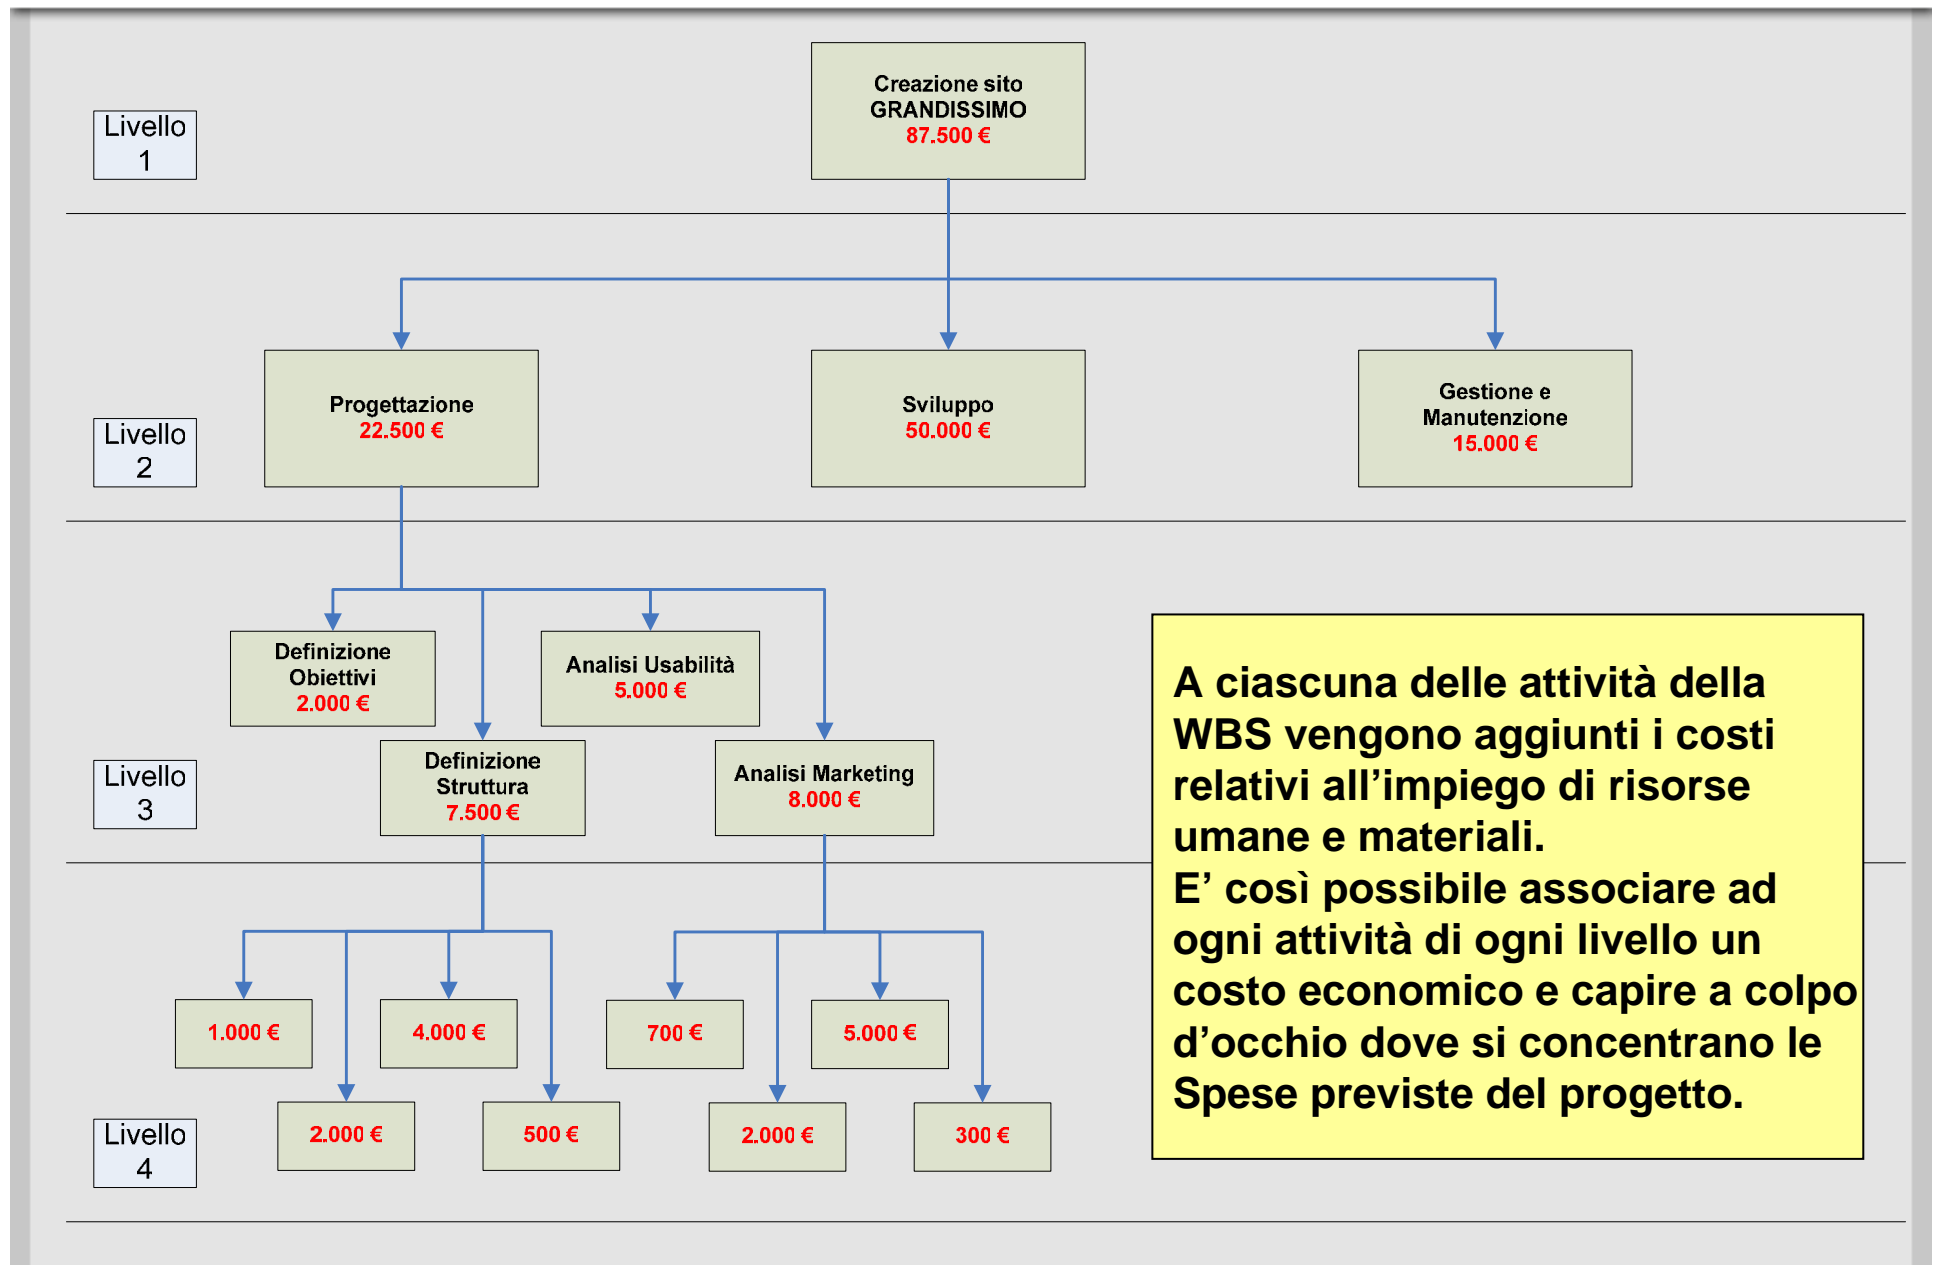 Creazione sito
GRANDISSIMO
87.500 €
Livello
1
Progettazione
22.500 €
Sviluppo
50.000 €
Gestione e
Manutenzione
15.000 €
Livello
2
Definizione
Obiettivi
2.000 €
Analisi Usabilità
5.000 €
Definizione
Struttura
7.500 €
Analisi Marketing
8.000 €
Livello
3
A ciascuna delle attività della
WBS vengono aggiunti i costi
relativi all’impiego di risorse
umane e materiali.
E’ così possibile associare ad
ogni attività di ogni livello un
costo economico e capire a colpo
d’occhio dove si concentrano le
Spese previste del progetto.
1.000 €
4.000 €
700 €
5.000 €
2.000 €
500 €
2.000 €
300 €
Livello
4